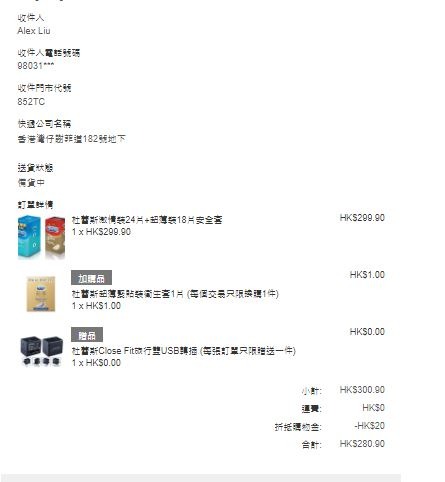 收件人
Alex Liu
收件人電話號碼
98031***
收件門市代號
852TC
快遞公司名稱
香港灣仔謝菲道182號地下
送貨狀態
備貨中
訂單詳情
杜蕾斯激情裝24片+超薄裝18片安全套 HK$299.90
1 x HK$299.90
加購品 HK$1.00
杜蕾斯超薄緊貼裝衛生套1片 (每個交易只限換購1件)
1 x HK$1.00
贈品 HK$0.00
杜蕾斯Close Fit旅行雙USB轉插 (每張訂單只限贈送一件)
1 x HK$0.00
小計: HK$300.90
運費: HK$0
折抵購物金: -HK$20
合計: HK$280.90